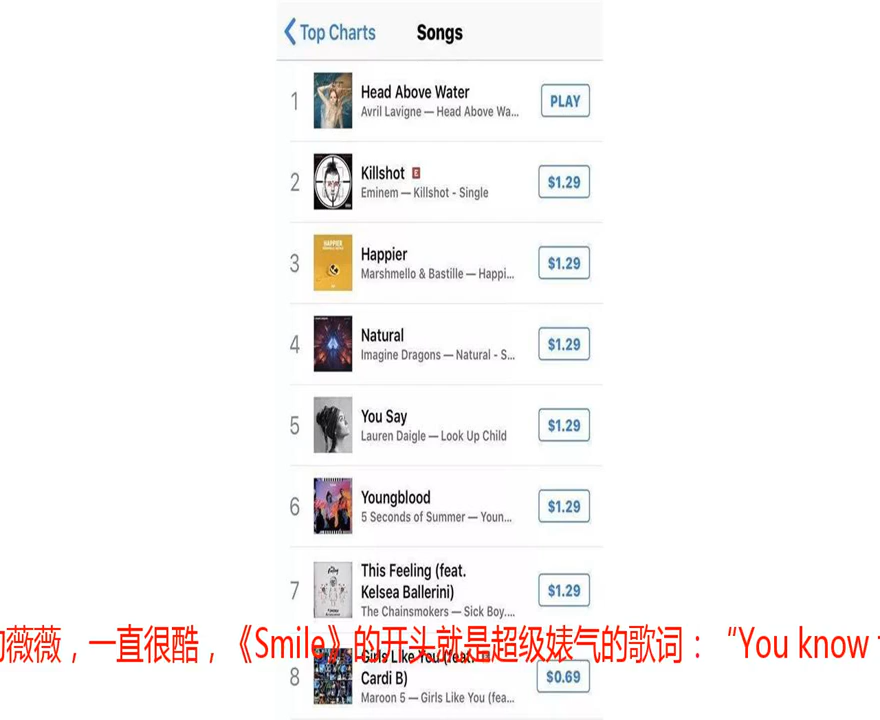 Top Charts Songs
1 Head Above Water PLAY
Avril Lavigne — Head Above Wa...
2 Killshot E $1.29
Eminem — Killshot - Single
3 Happier $1.29
Marshmello & Bastille — Happi...
4 Natural $1.29
Imagine Dragons — Natural - S...
5 You Say $1.29
Lauren Daigle — Look Up Child
6 Youngblood $1.29
5 Seconds of Summer — Youn...
7 This Feeling (feat.
Kelsea Ballerini) $1.29
The Chainsmokers — Sick Boy....
薇薇，一直很酷，《Smile》的开头就是超级婊气的歌词：“You know
8 Girls Like You (feat.
Cardi B) $0.69
Maroon 5 — Girls Like You (fea...